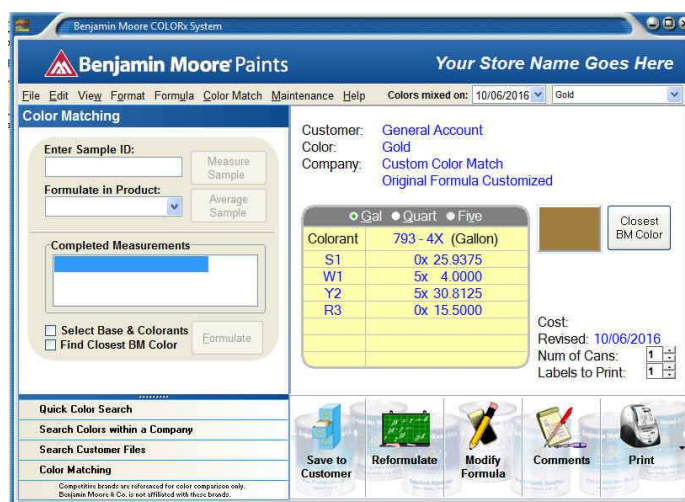 Benjamin Moore COLORx System
Benjamin Moore Paints
Your Store Name Goes Here
File Edit View Format Formula Color Match Maintenance Help
Colors mixed on: 10/06/2016 Gold
Color Matching
Enter Sample ID:
Measure Sample
Formulate in Product:
Average Sample
Completed Measurements
Select Base & Colorants
Find Closest BM Color
Formulate
Quick Color Search
Search Colors within a Company
Search Customer Files
Color Matching
Competitive brands are referenced for color comparison only.
Benjamin Moore & Co. is not affiliated with these brands.
Customer: General Account
Color: Gold
Company: Custom Color Match
Original Formula Customized
Gal Quart Five
Colorant 793 - 4X (Gallon)
S1 0x 25.9375
W1 5x 4.0000
Y2 5x 30.8125
R3 0x 15.5000
Closest
BM Color
Cost:
Revised: 10/06/2016
Num of Cans: 1
Labels to Print: 1
Save to
Customer
Reformulate
Modify
Formula
Comments
Print